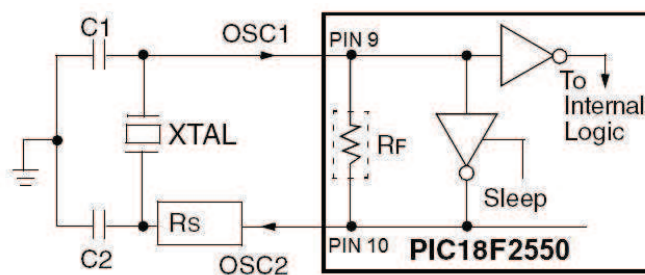 C1
OSC1
PIN 9
To
Internal
Logic
XTAL
RF
Sleep
RS
C2
OSC2
PIN 10
PIC18F2550